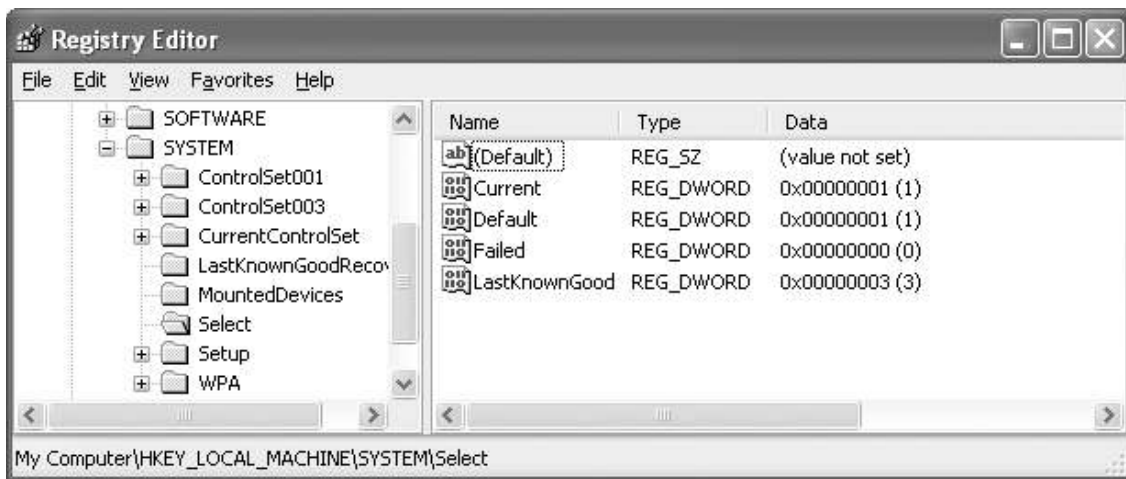 Registry Editor
File Edit View Favorites Help
SOFTWARE
SYSTEM
ControlSet001
ControlSet003
CurrentControlSet
LastKnownGoodRecov
MountedDevices
Select
Setup
WPA
Name Type Data
(Default) REG_SZ (value not set)
Current REG_DWORD 0x00000001 (1)
Default REG_DWORD 0x00000001 (1)
Failed REG_DWORD 0x00000000 (0)
LastKnownGood REG_DWORD 0x00000003 (3)
My Computer\HKEY_LOCAL_MACHINE\SYSTEM\Select